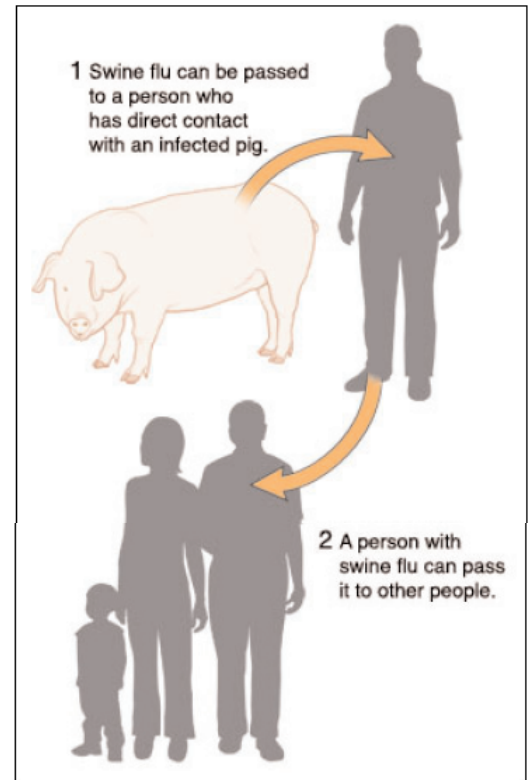 1 Swine flu can be passed
to a person who
has direct contact
with an infected pig.
2 A person with
swine flu can pass
it to other people.